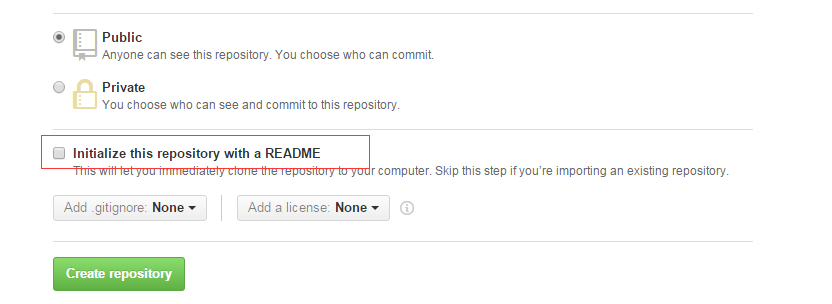 Public
Anyone can see this repository. You choose who can commit.
Private
You choose who can see and commit to this repository.
Initialize this repository with a README
This will let you immediately clone the repository to your computer. Skip this step if you’re importing an existing repository.
Add .gitignore: None Add a license: None
Create repository